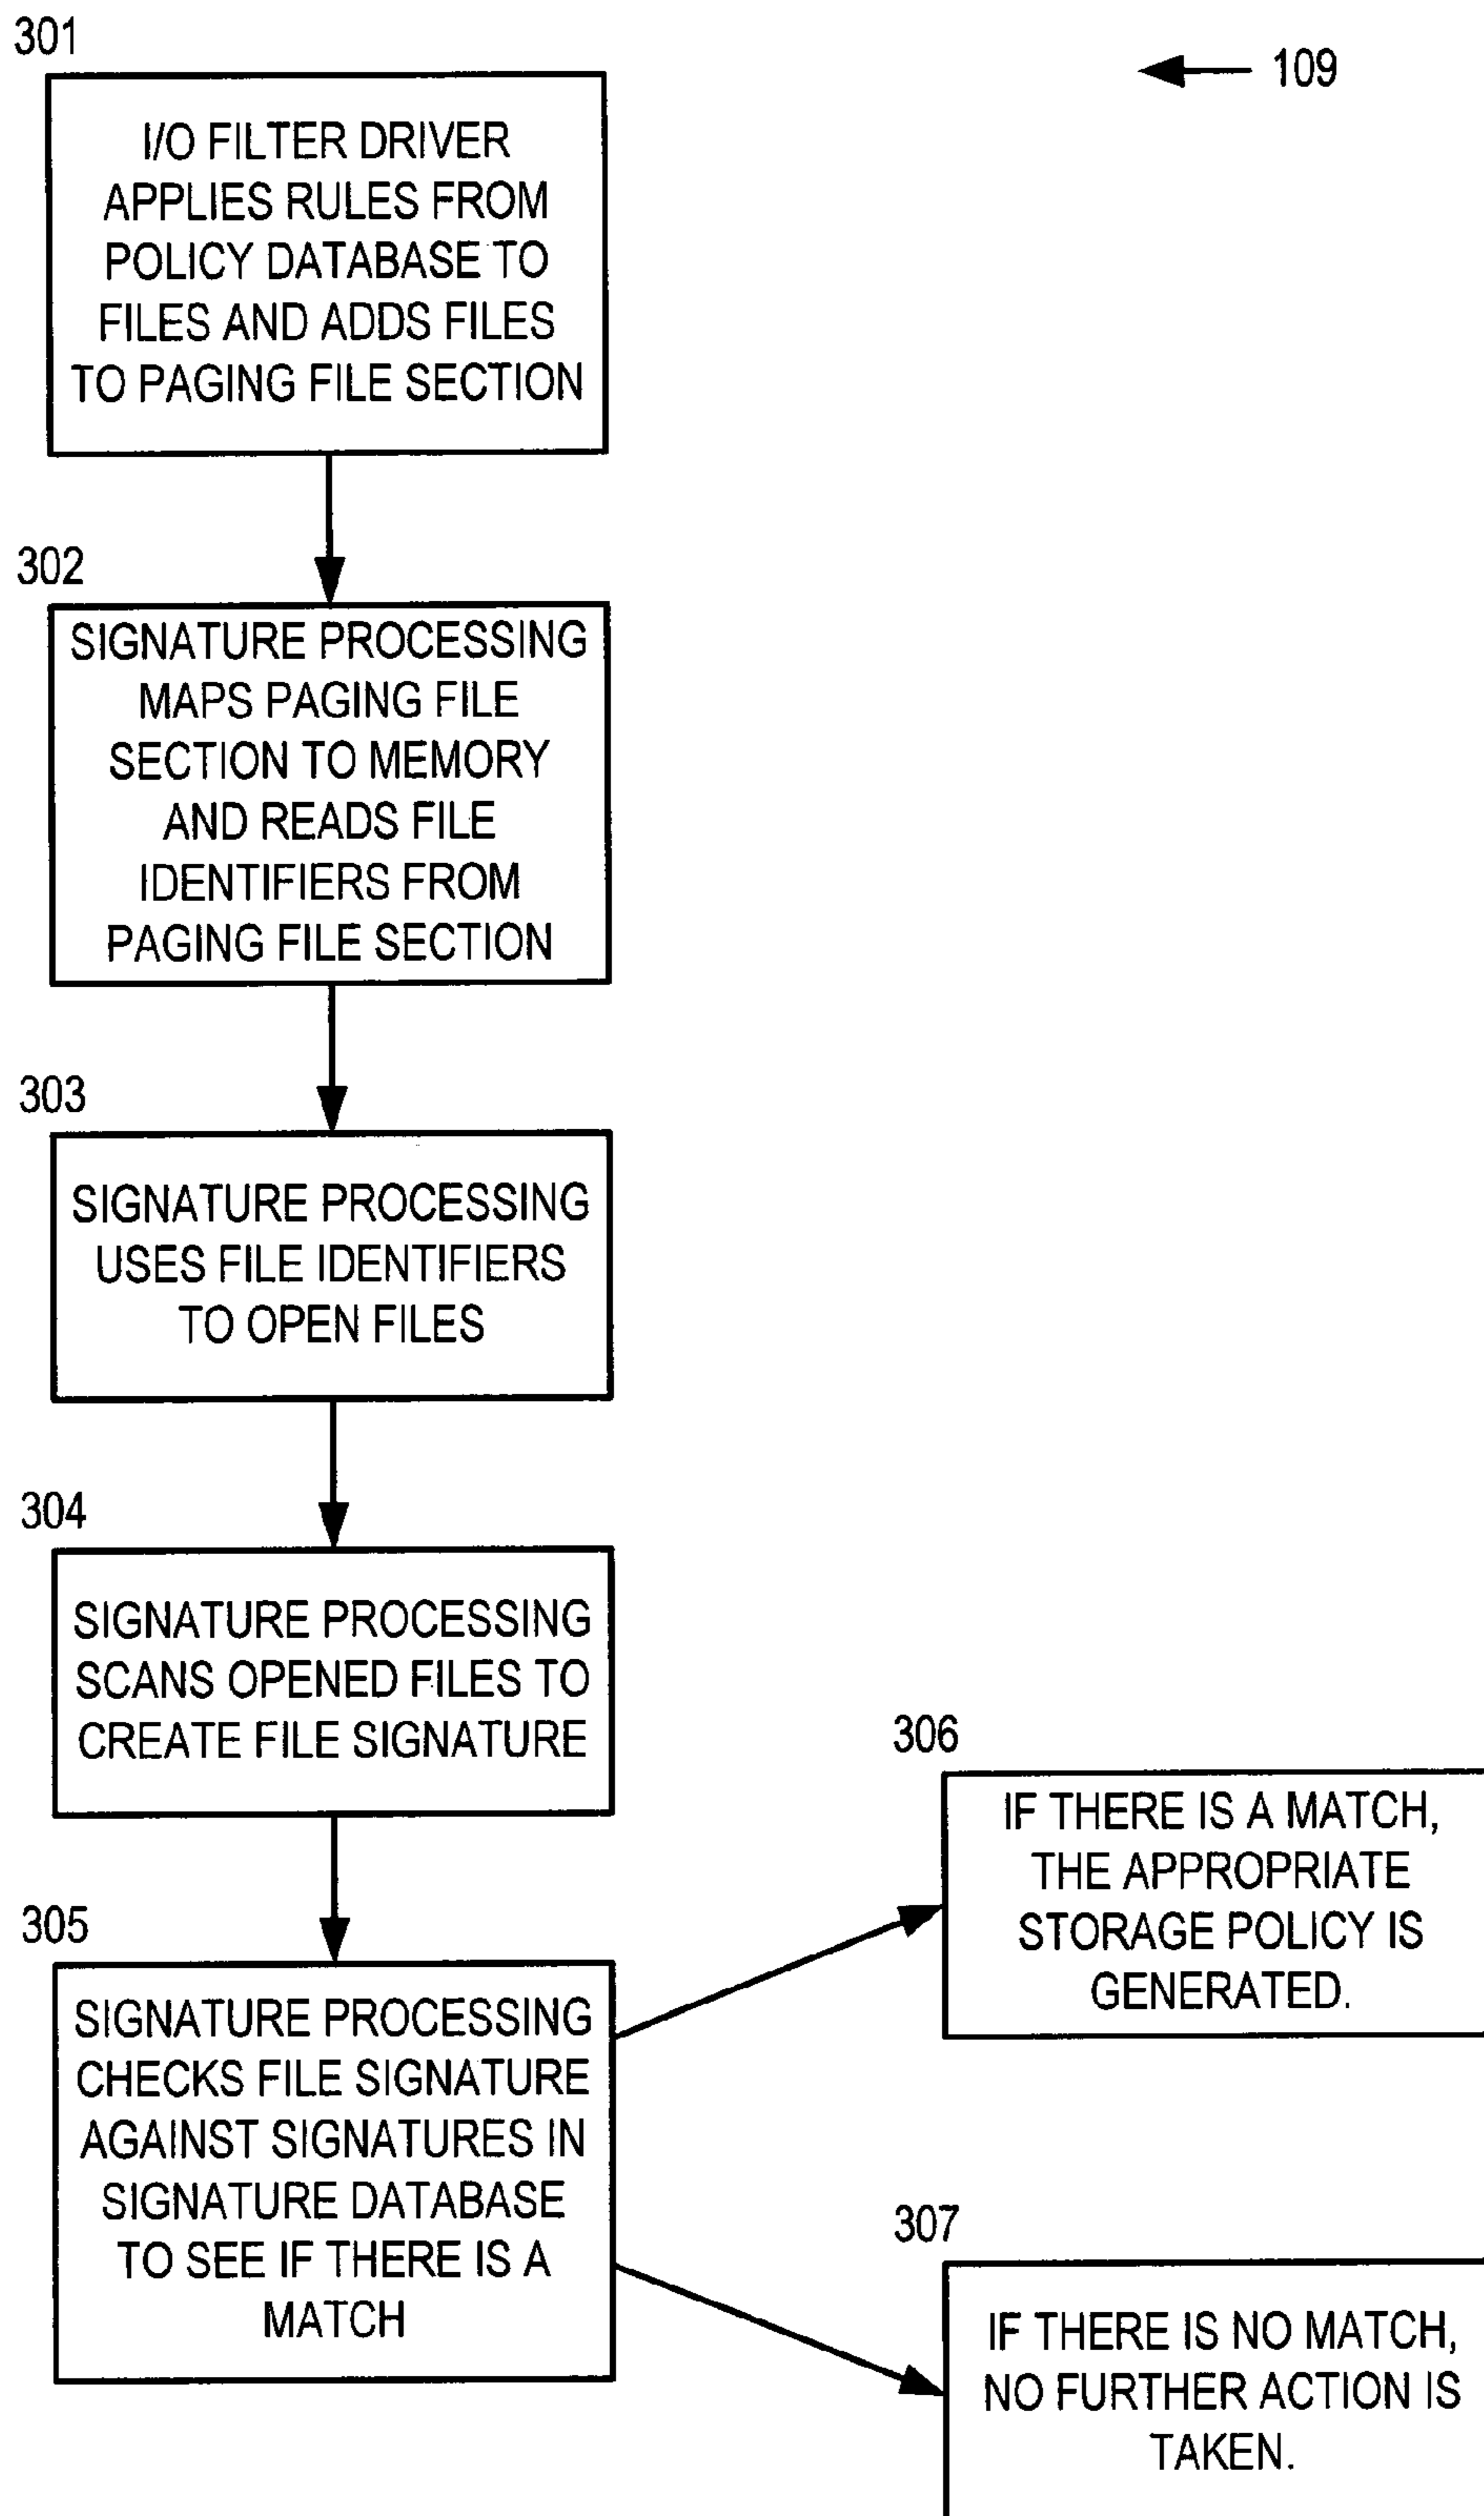 301
109
I/O FILTER DRIVER
APPLIES RULES FROM
POLICY DATABASE TO
FILES AND ADDS FILES
TO PAGING FILE SECTION
302
SIGNATURE PROCESSING
MAPS PAGING FILE
SECTION TO MEMORY
AND READS FILE
IDENTIFIERS FROM
PAGING FILE SECTION
303
SIGNATURE PROCESSING
USES FILE IDENTIFIERS
TO OPEN FILES
304
SIGNATURE PROCESSING
SCANS OPENED FILES TO
CREATE FILE SIGNATURE
305
SIGNATURE PROCESSING
CHECKS FILE SIGNATURE
AGAINST SIGNATURES IN
SIGNATURE DATABASE
TO SEE IF THERE IS A
MATCH
306
IF THERE IS A MATCH,
THE APPROPRIATE
STORAGE POLICY IS
GENERATED.
307
IF THERE IS NO MATCH,
NO FURTHER ACTION IS
TAKEN.